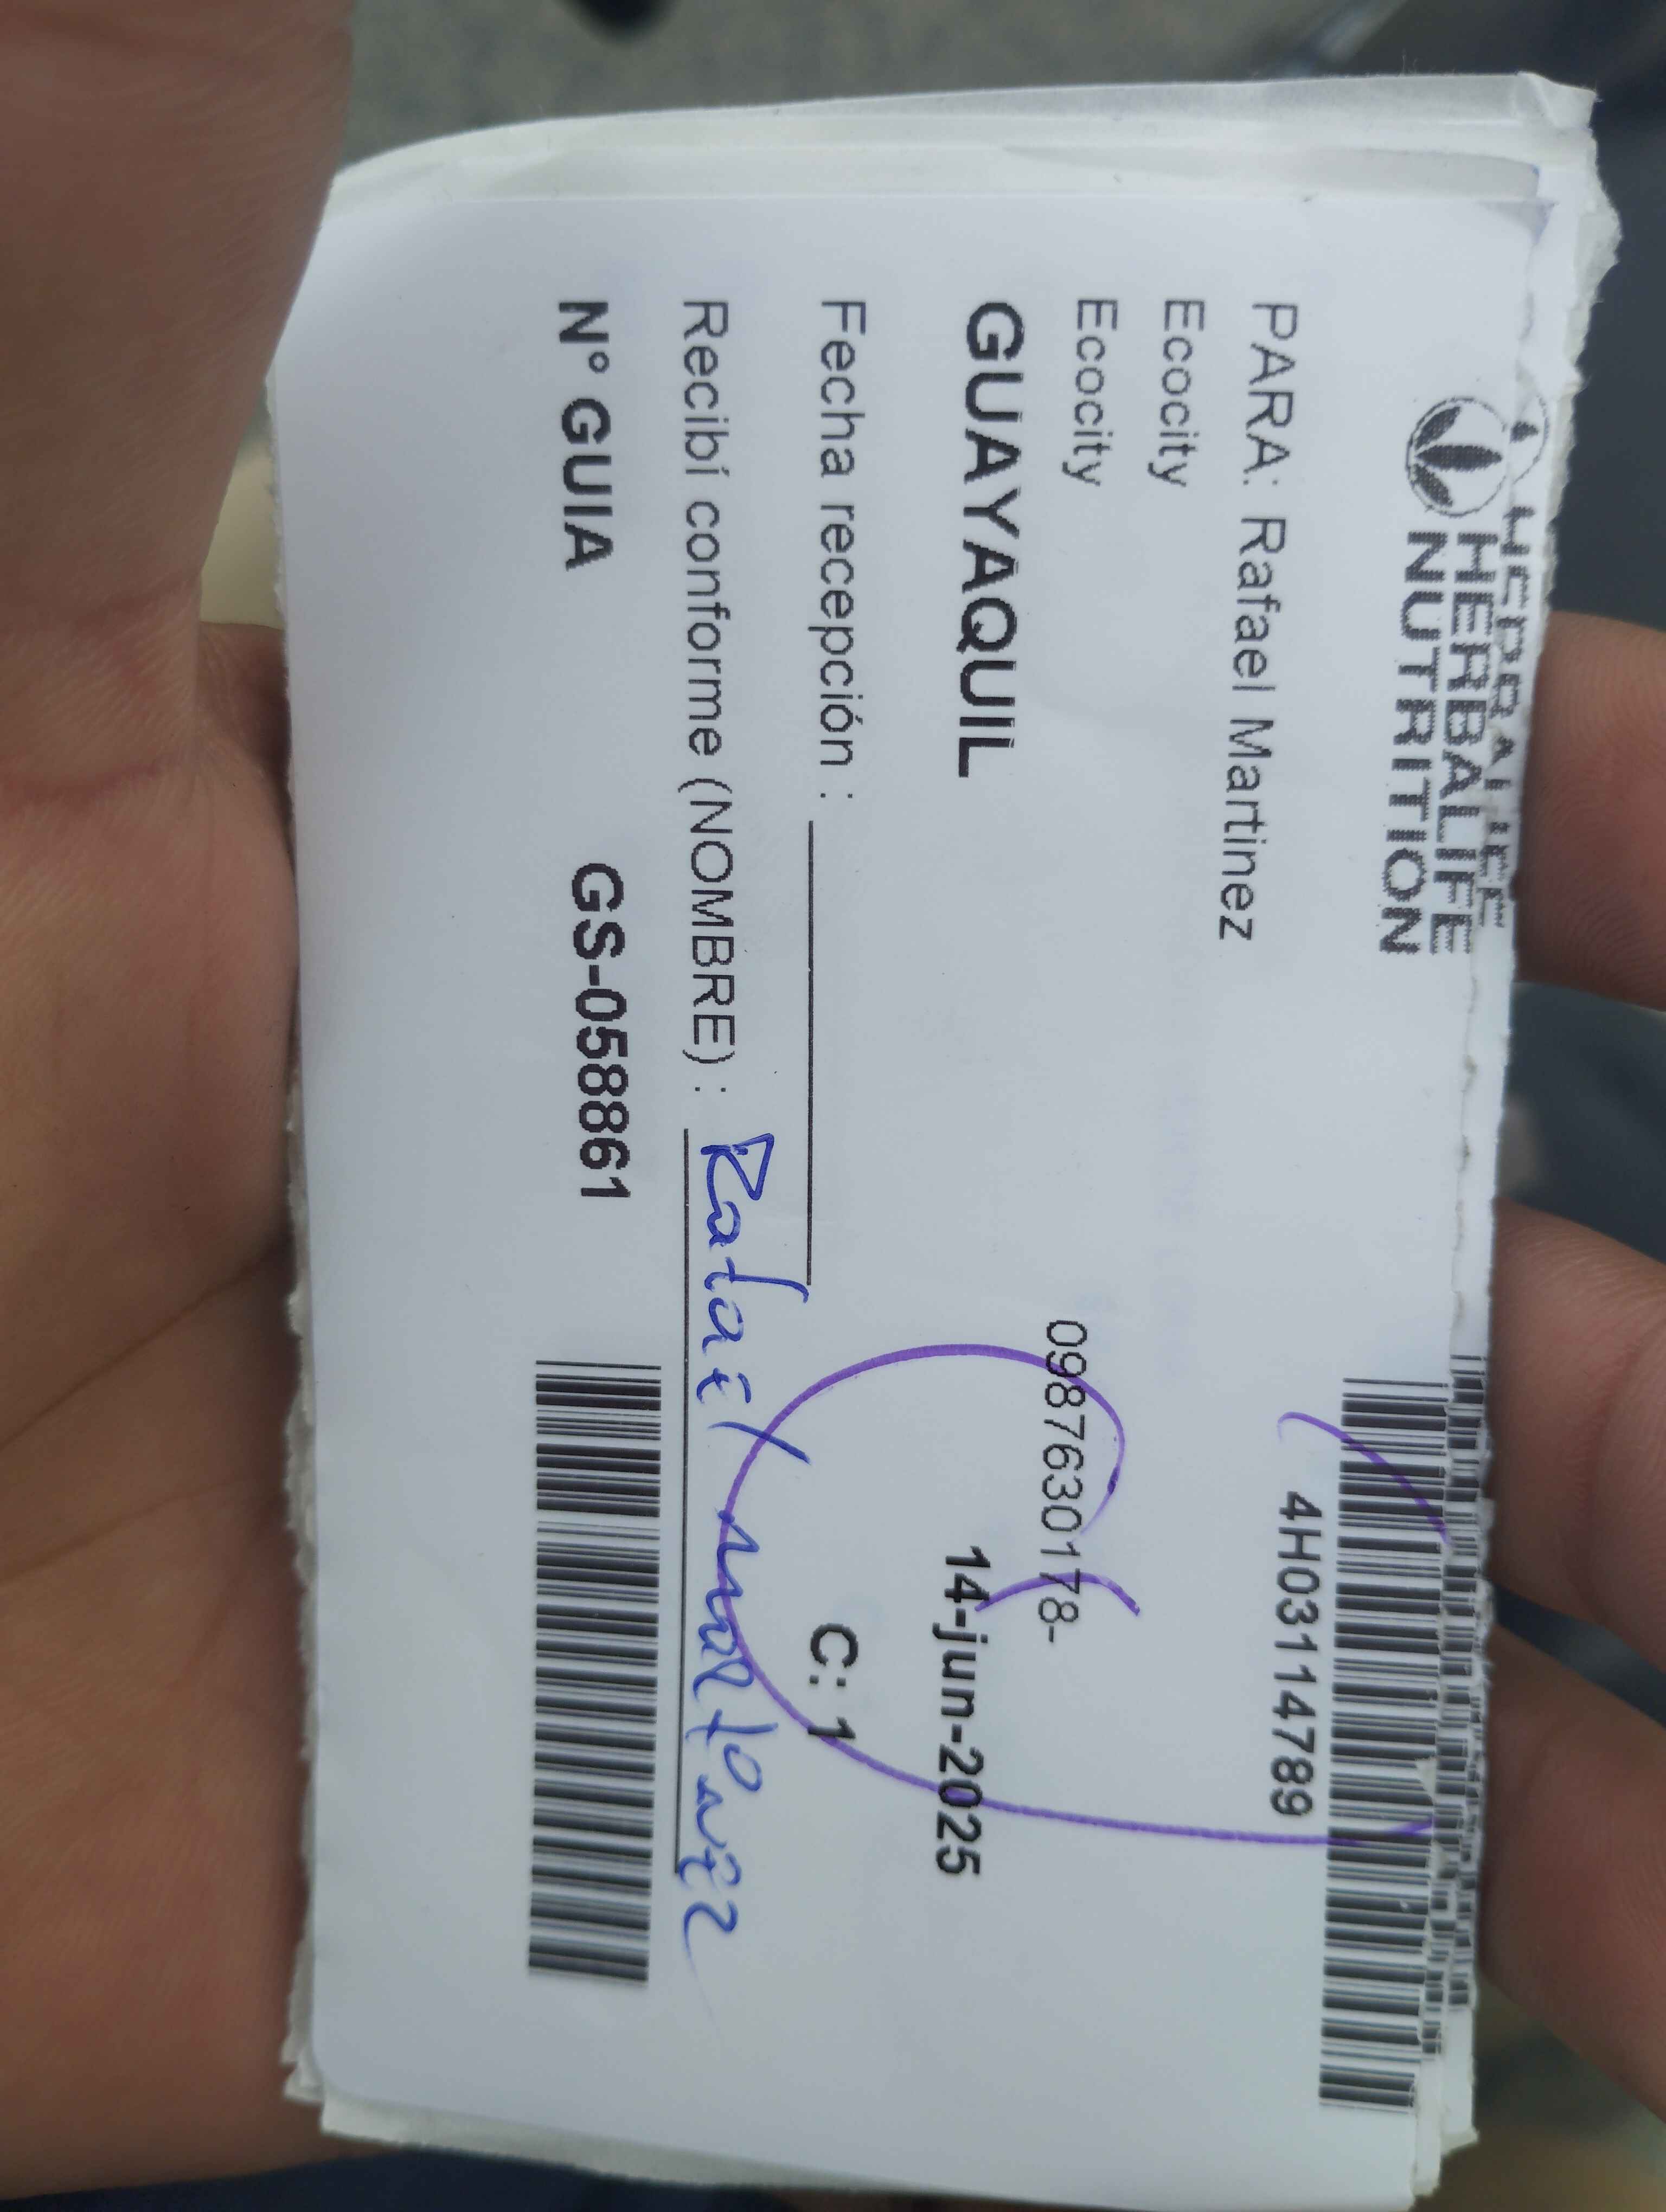 HERBALIFE
NUTRITION
4H03114789
PARA: Rafael Martinez
Ecocity
Ecocity
0987630178-
GUAYAQUIL
14-jun-2025
Fecha recepción :
C: 1
Recibí conforme (NOMBRE) : Rafael martinez
N° GUIA GS-058861